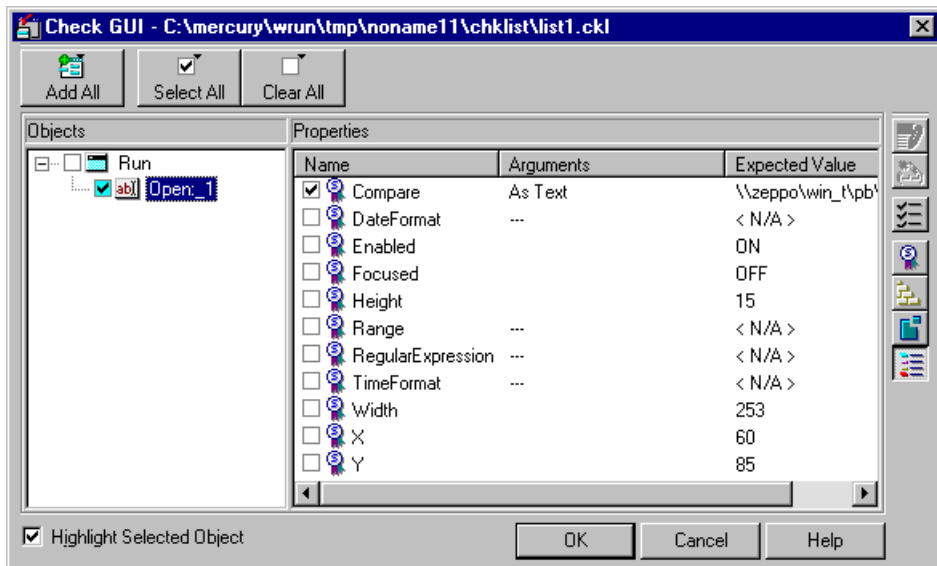 Check GUI - C:\mercury\wrun\tmp\noname11\chklist\list1.ckl
Add All Select All Clear All
Objects Properties
Run
Open:_1
Name Arguments Expected Value
Compare As Text \\zeppo\win_t\pb\
DateFormat --- < N/A >
Enabled ON
Focused OFF
Height 15
Range --- < N/A >
RegularExpression --- < N/A >
TimeFormat --- < N/A >
Width 253
X 60
Y 85
Highlight Selected Object OK Cancel Help